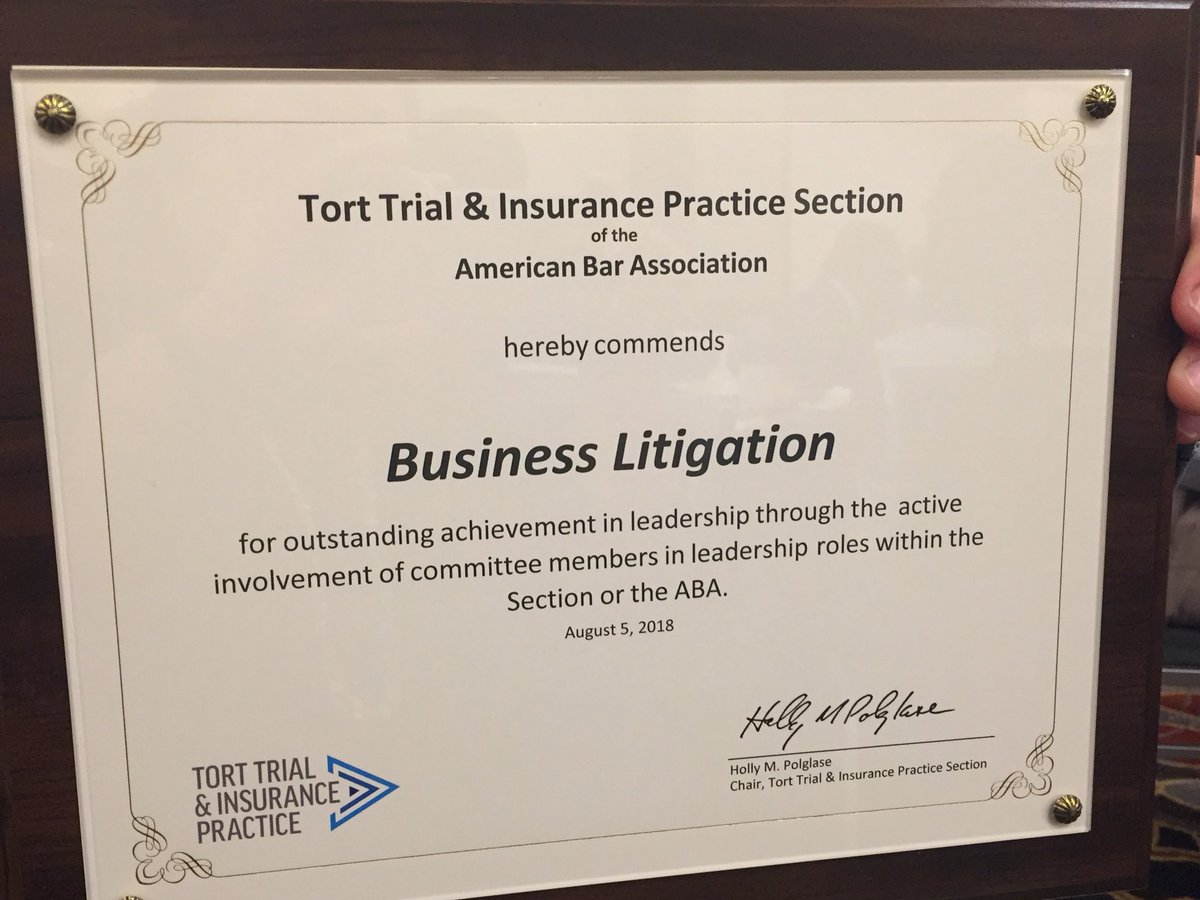 Tort Trial & Insurance Practice Section
of the
American Bar Association
hereby commends
Business Litigation
for outstanding achievement in leadership through the active
involvement of committee members in leadership roles within the
Section or the ABA.
August 5, 2018
Holly M Polglase
Holly M. Polglase
Chair, Tort Trial & Insurance Practice Section
TORT TRIAL
& INSURANCE
PRACTICE